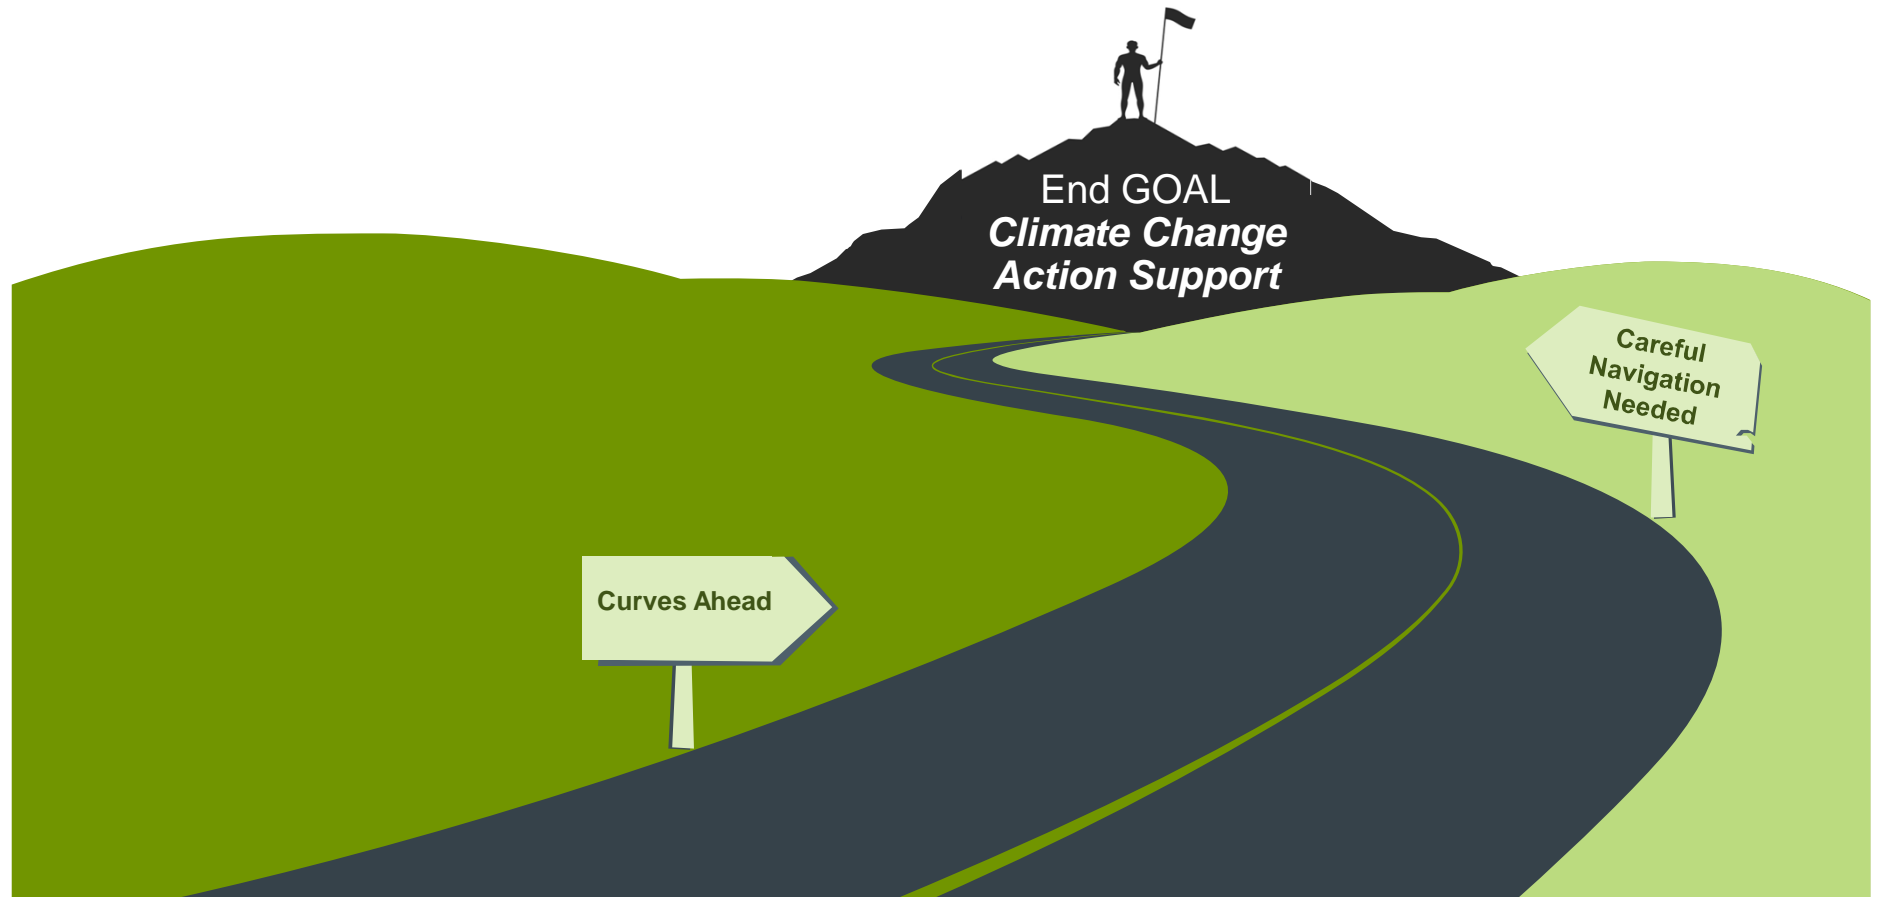 End GOAL
Climate Change
Action Support
Careful
Navigation
Needed
Curves Ahead